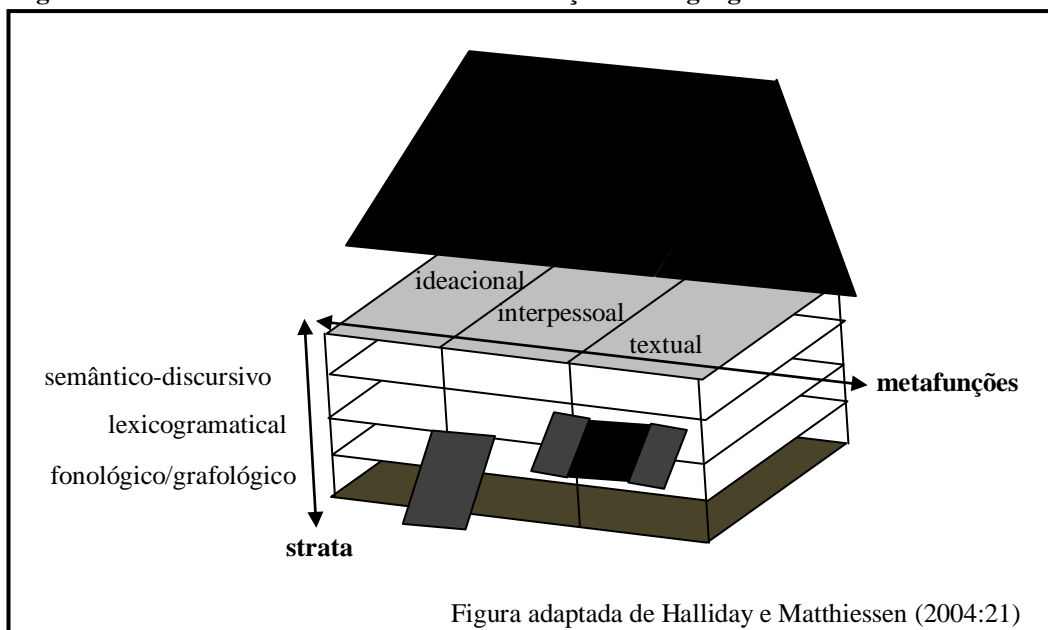 ideacional
interpessoal
textual
semântico-discursivo
metafunções
lexicogramatical
fonológico/grafológico
strata
Figura adaptada de Halliday e Matthiessen (2004:21)